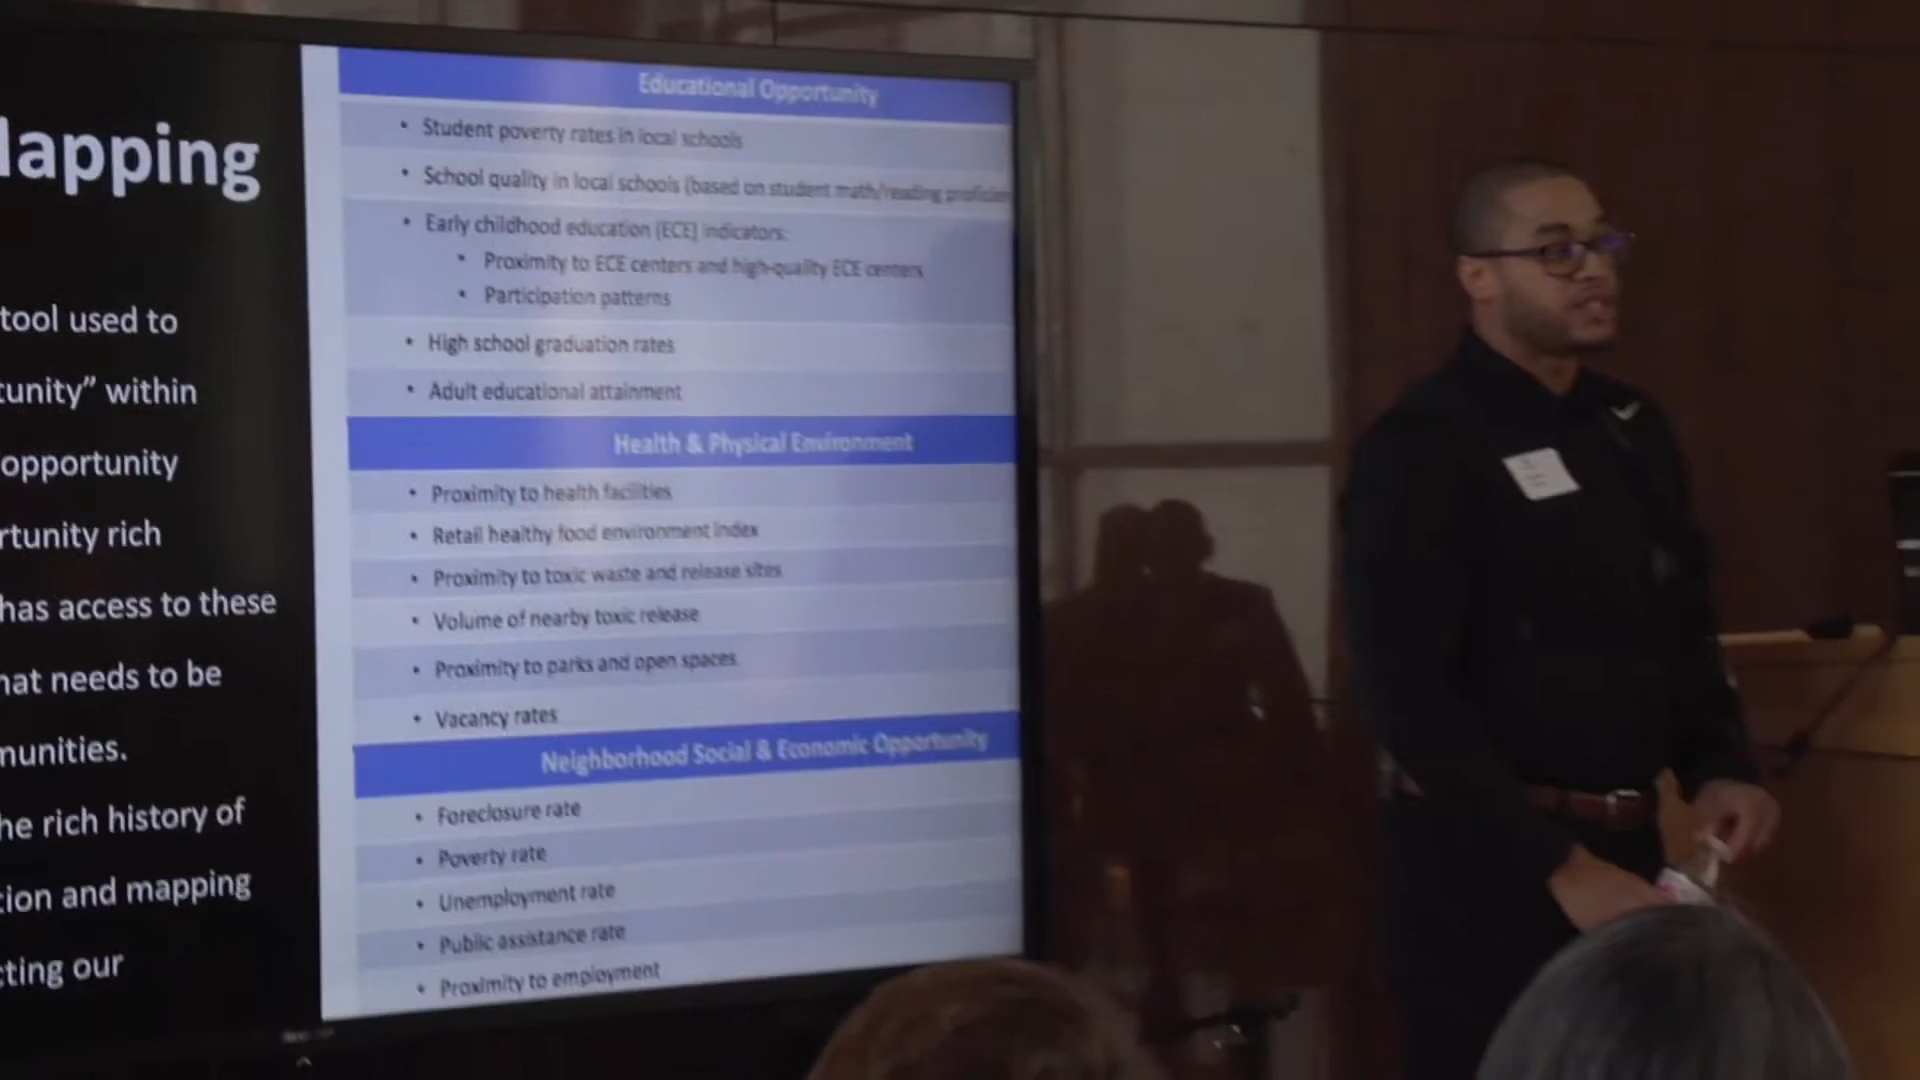 lapping
tool used to
tunity” within
opportunity
rtunity rich
has access to these
hat needs to be
munities.
he rich history of
tion and mapping
cting our
Educational Opportunity
• Student poverty rates in local schools
• School quality in local schools (based on student math/reading proficien
• Early childhood education (ECE) indicators:
• Proximity to ECE centers and high-quality ECE centers
• Participation patterns
• High school graduation rates
• Adult educational attainment
Health & Physical Environment
• Proximity to health facilities
• Retail healthy food environment index
• Proximity to toxic waste and release sites
• Volume of nearby toxic release
• Proximity to parks and open spaces
• Vacancy rates
Neighborhood Social & Economic Opportunity
• Foreclosure rate
• Poverty rate
• Unemployment rate
• Public assistance rate
• Proximity to employment